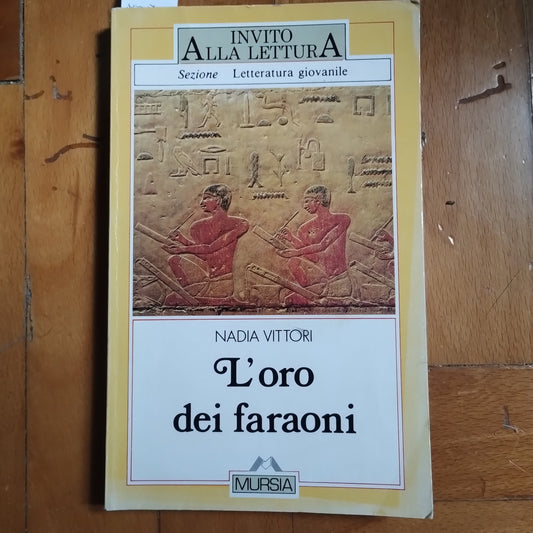 INVITO
ALLA LETTURA
Sezione Letteratura giovanile
NADIA VITTORI
L'oro
dei faraoni
MURSIA